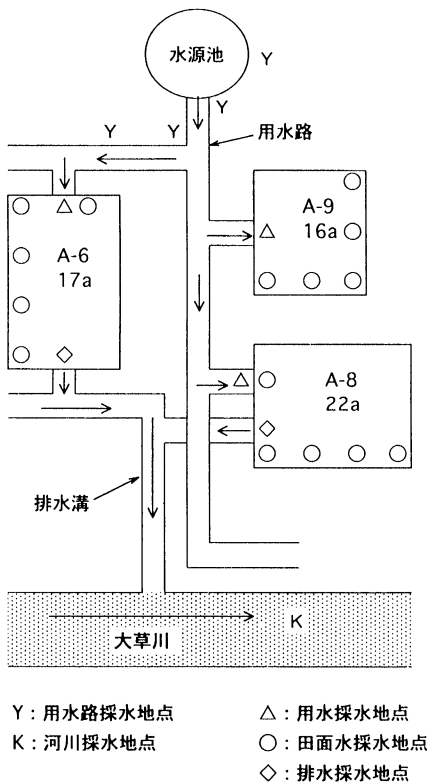 水源池
Y
Y
Y
Y
用水路
A-9
16a
A-6
17a
A-8
22a
排水溝
大草川
K
Y：用水路採水地点
K：河川採水地点
△：用水採水地点
○：田面水採水地点
◇：排水採水地点